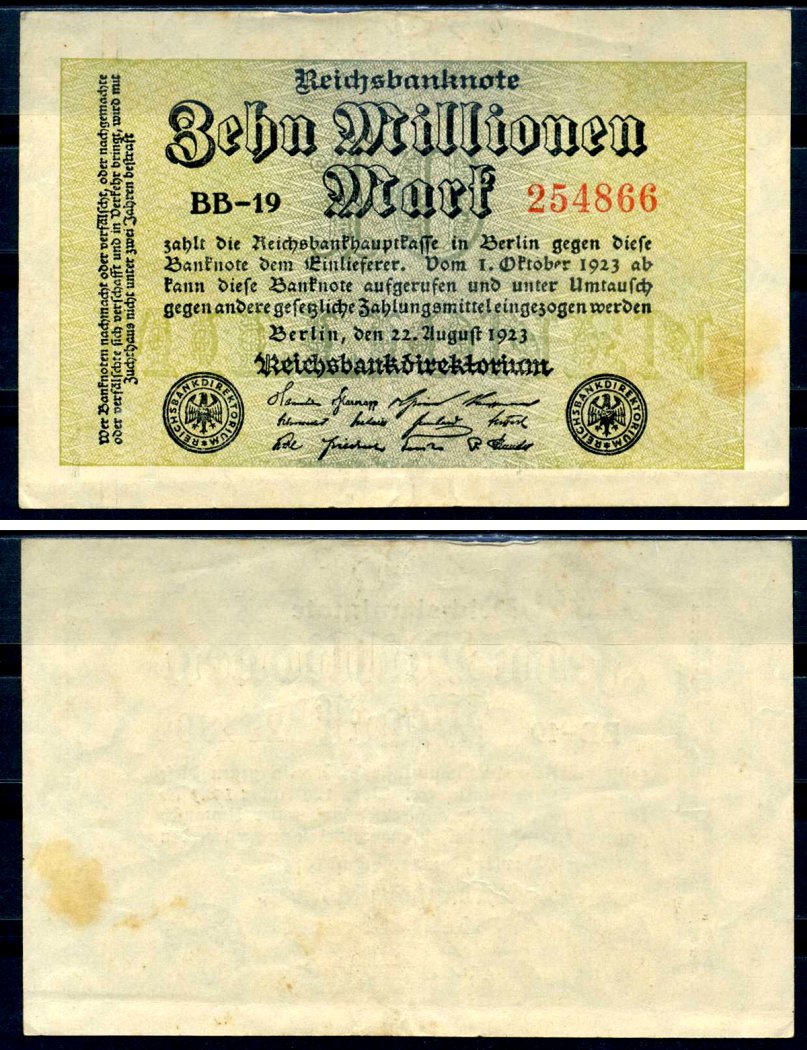 Reichsbanknote
Zehn Millionen
Mark
BB-19
254866
zahlt die Reichsbankhauptkasse in Berlin gegen diese
Banknote dem Einlieferer. Vom 1. Oktober 1923 ab
kann diese Banknote aufgerufen und unter Umtausch
gegen andere gesetzliche Zahlungsmittel eingezogen werden
Berlin, den 22. August 1923
Reichsbankdirektorium
REICHSBANKDIREKTORIUM
REICHSBANKDIREKTORIUM
Wer Banknoten nachmacht oder verfälscht, oder nachgemachte
oder verfälschte sich verschafft und in Verkehr bringt, wird mit
Zuchthaus nicht unter zwei Jahren bestraft